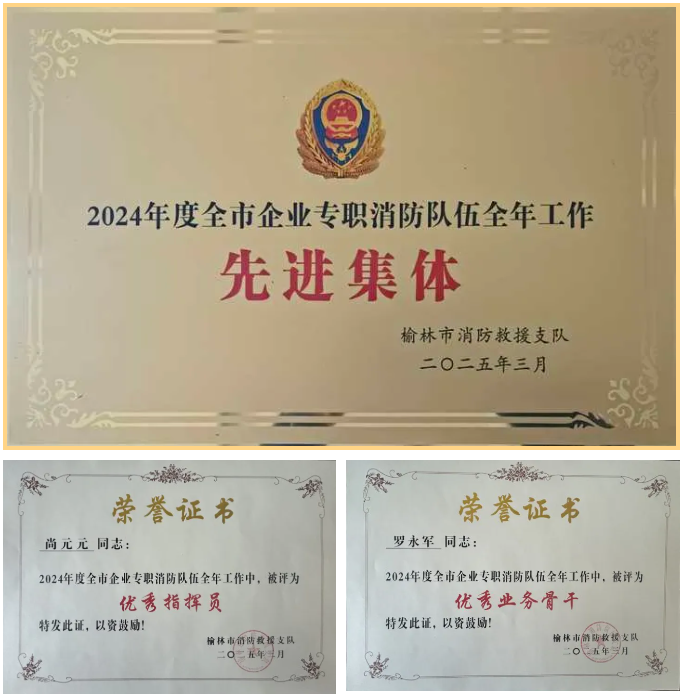 2024年度全市企业专职消防队伍全年工作
先进集体
榆林市消防救援支队
二〇二五年三月
荣誉证书
尚元元 同志：
2024年度全市企业专职消防队伍全年工作中，被评为
优秀指挥员
特发此证，以资鼓励！
榆林市消防救援支队
二〇二五年三月
荣誉证书
罗永军 同志：
2024年度全市企业专职消防队伍全年工作中，被评为
优秀业务骨干
特发此证，以资鼓励！
榆林市消防救援支队
二〇二五年三月